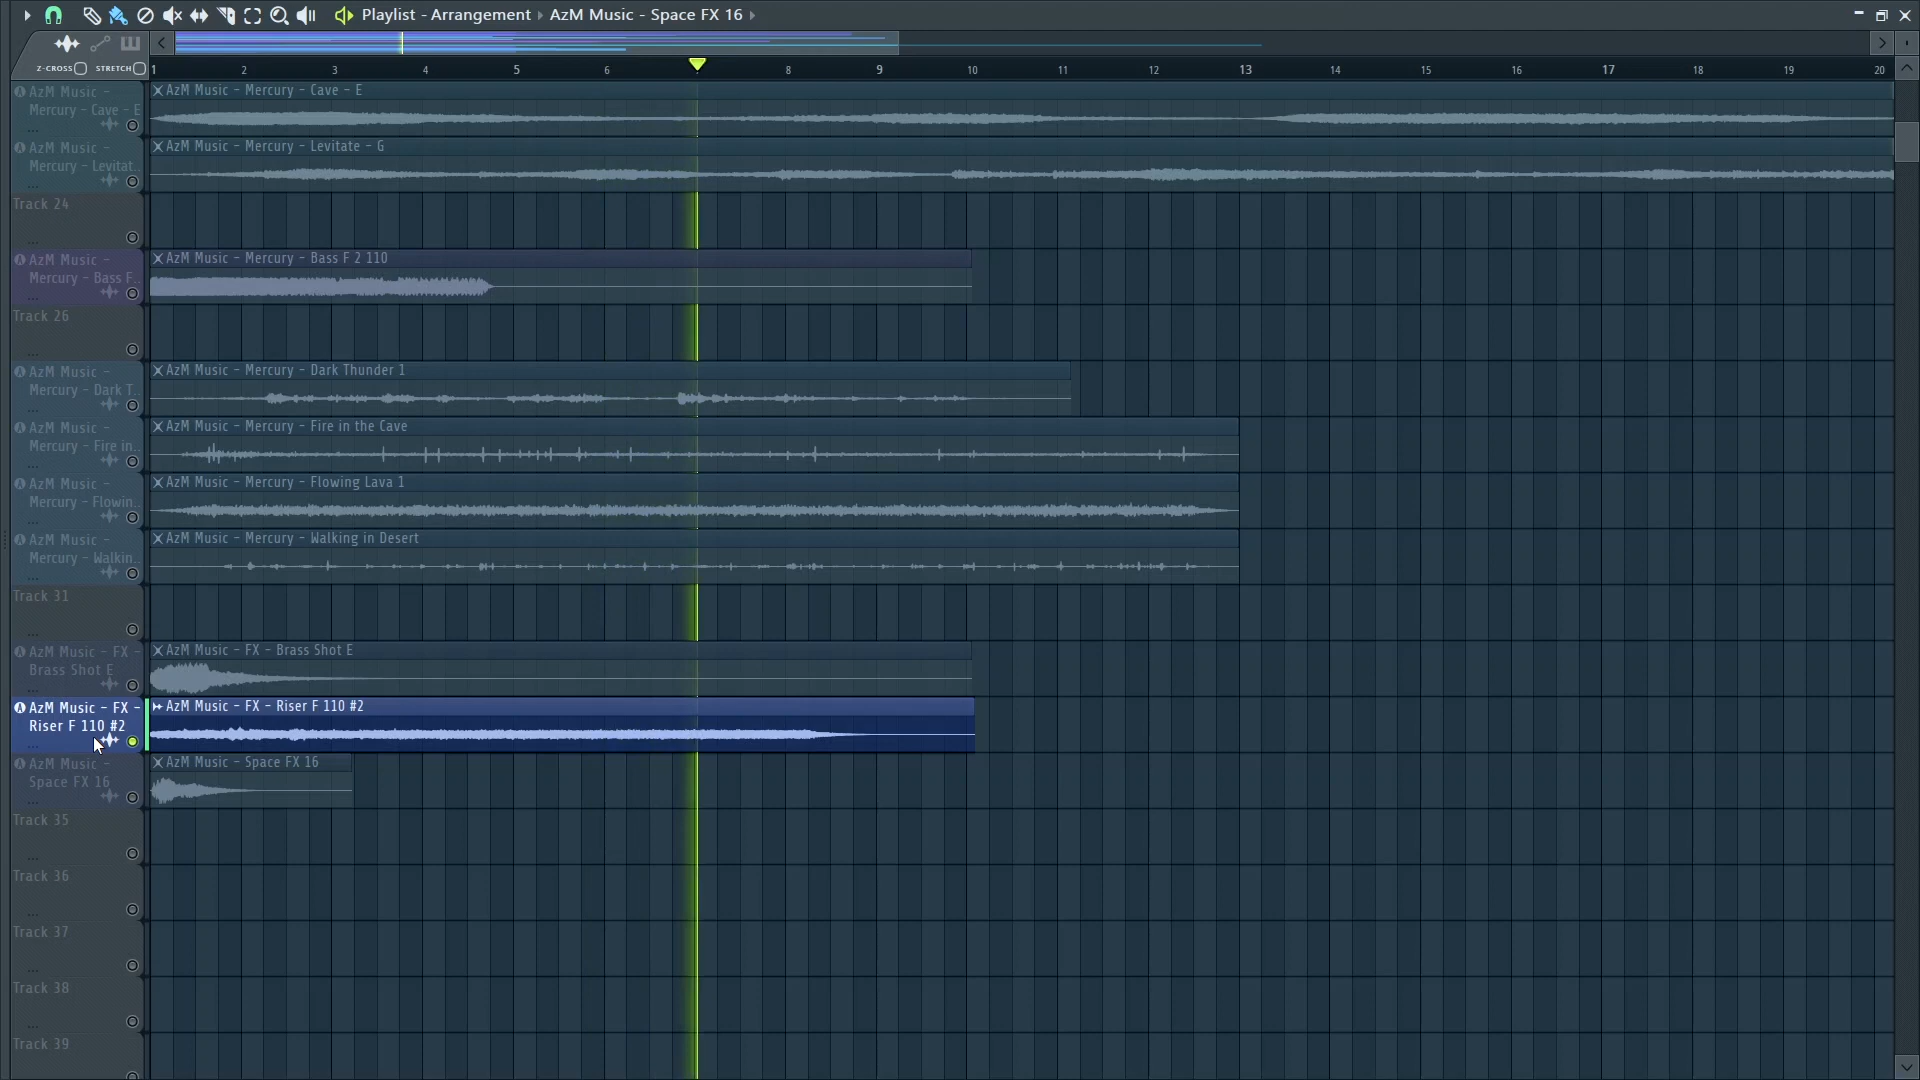 Playlist - Arrangement › AzM Music - Space FX 16 ›
Z-CROSS STRETCH
1 2 3 4 5 6 8 9 10 11 12 13 14 15 16 17 18 19 20
AzM Music -
Mercury - Cave - E
...
AzM Music - Mercury - Cave - E
AzM Music -
Mercury - Levitat..
...
AzM Music - Mercury - Levitate - G
Track 24
...
AzM Music -
Mercury - Bass F..
...
AzM Music - Mercury - Bass F 2 110
Track 26
...
AzM Music -
Mercury - Dark T..
...
AzM Music - Mercury - Dark Thunder 1
AzM Music -
Mercury - Fire in..
...
AzM Music - Mercury - Fire in the Cave
AzM Music -
Mercury - Flowin..
...
AzM Music - Mercury - Flowing Lava 1
AzM Music -
Mercury - Walkin..
...
AzM Music - Mercury - Walking in Desert
Track 31
...
AzM Music - FX -
Brass Shot E
...
AzM Music - FX - Brass Shot E
AzM Music - FX -
Riser F 110 #2
...
AzM Music - FX - Riser F 110 #2
AzM Music -
Space FX 16
...
AzM Music - Space FX 16
Track 35
...
Track 36
...
Track 37
...
Track 38
...
Track 39